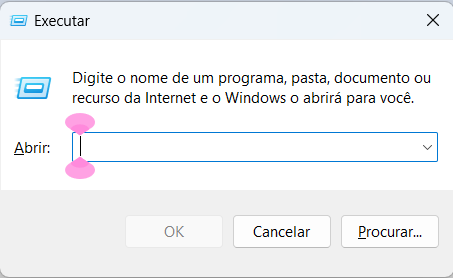 Executar
Digite o nome de um programa, pasta, documento ou
recurso da Internet e o Windows o abrirá para você.
Abrir:
OK
Cancelar
Procurar...